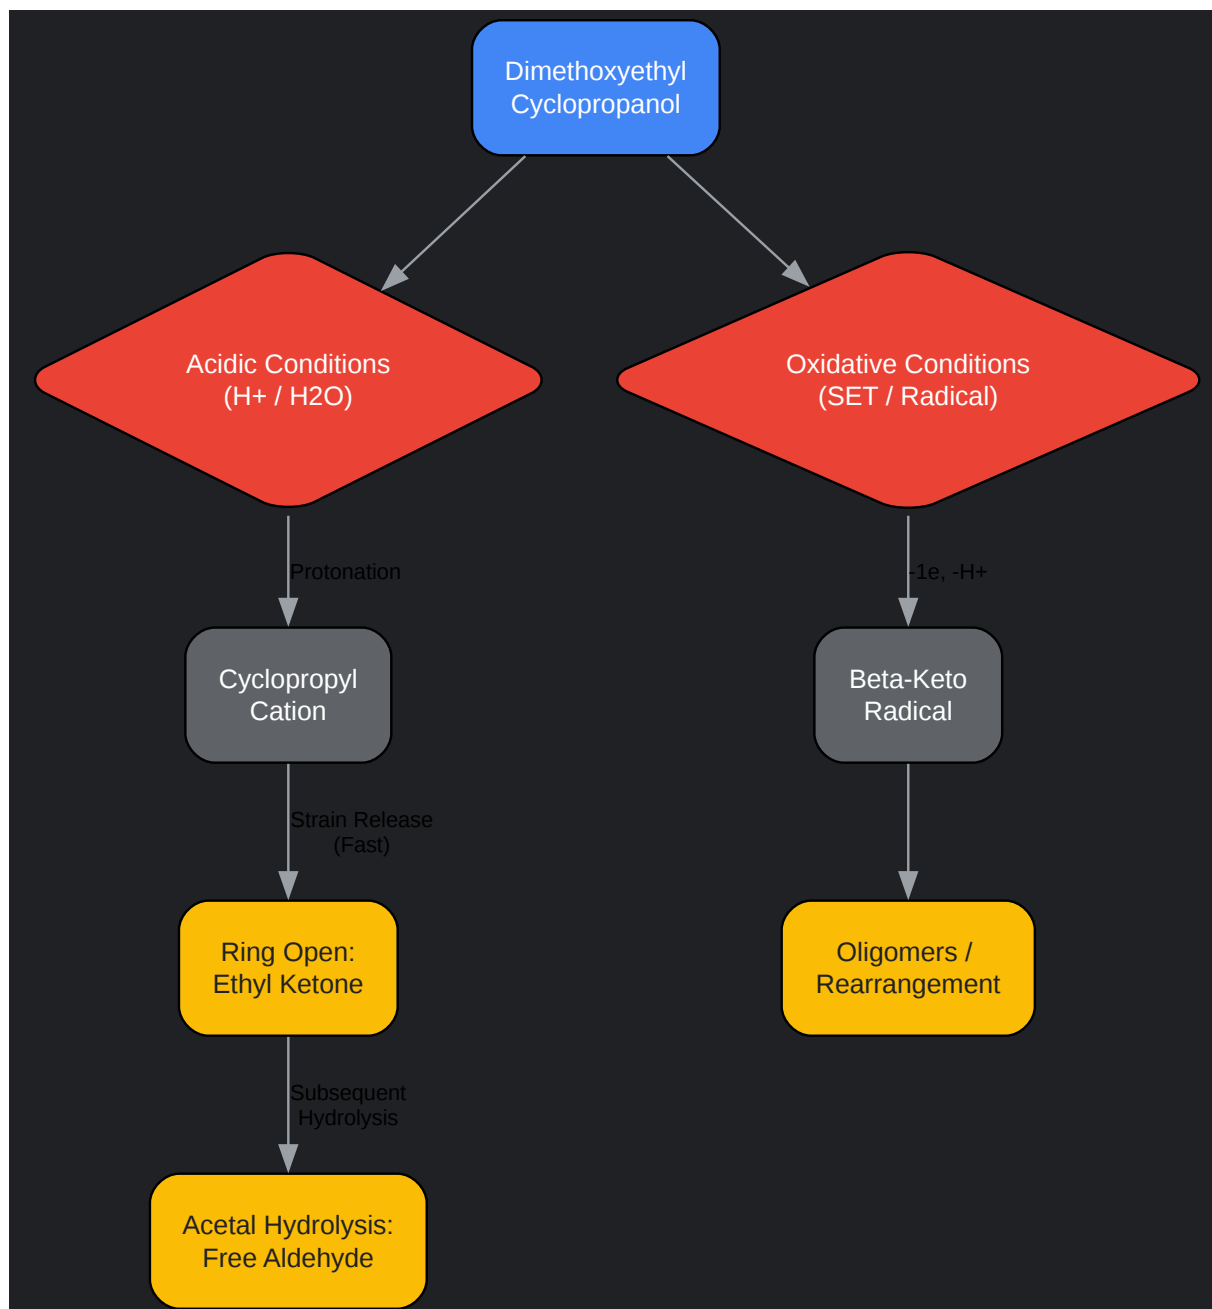 Dimethoxyethyl
Cyclopropanol
Acidic Conditions
(H+ / H2O)
Oxidative Conditions
(SET / Radical)
Protonation
-1e, -H+
Cyclopropyl
Cation
Beta-Keto
Radical
Strain Release
(Fast)
Ring Open:
Ethyl Ketone
Oligomers /
Rearrangement
Subsequent
Hydrolysis
Acetal Hydrolysis:
Free Aldehyde